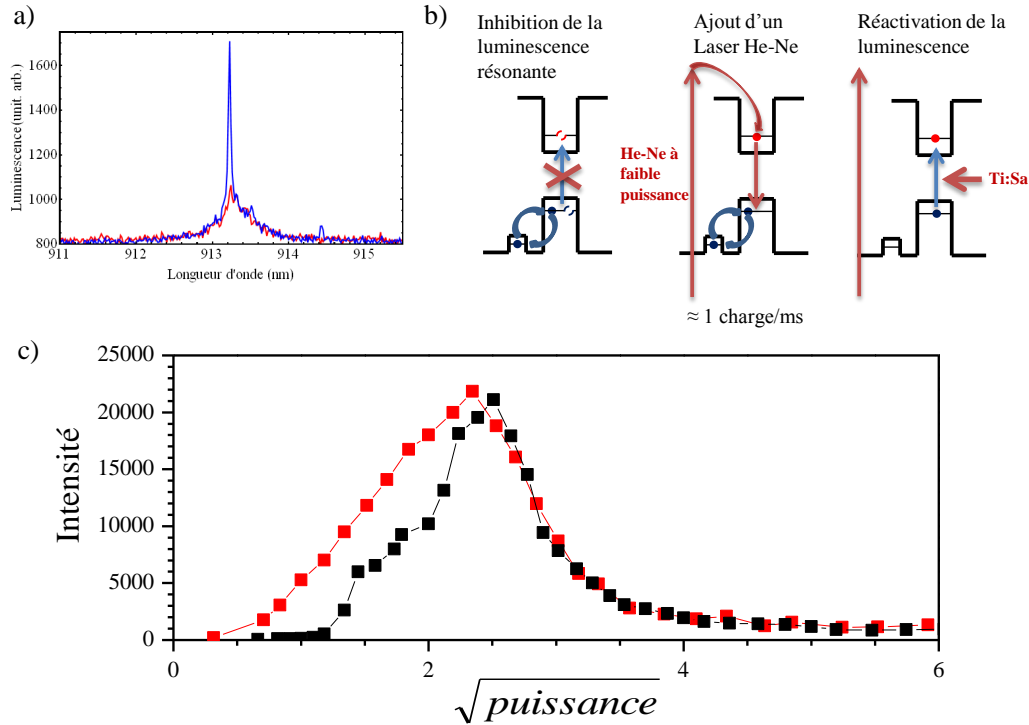 a)
1600
1400
1200
1000
800
Luminescence(unit. arb.)
911 912 913 914 915
Longueur d'onde (nm)
b)
Inhibition de la
luminescence
résonante
Ajout d'un
Laser He-Ne
Réactivation de la
luminescence
He-Ne à
faible
puissance
Ti:Sa
≈ 1 charge/ms
c)
25000
20000
15000
10000
5000
0
Intensité
0 2 4 6
√puissance